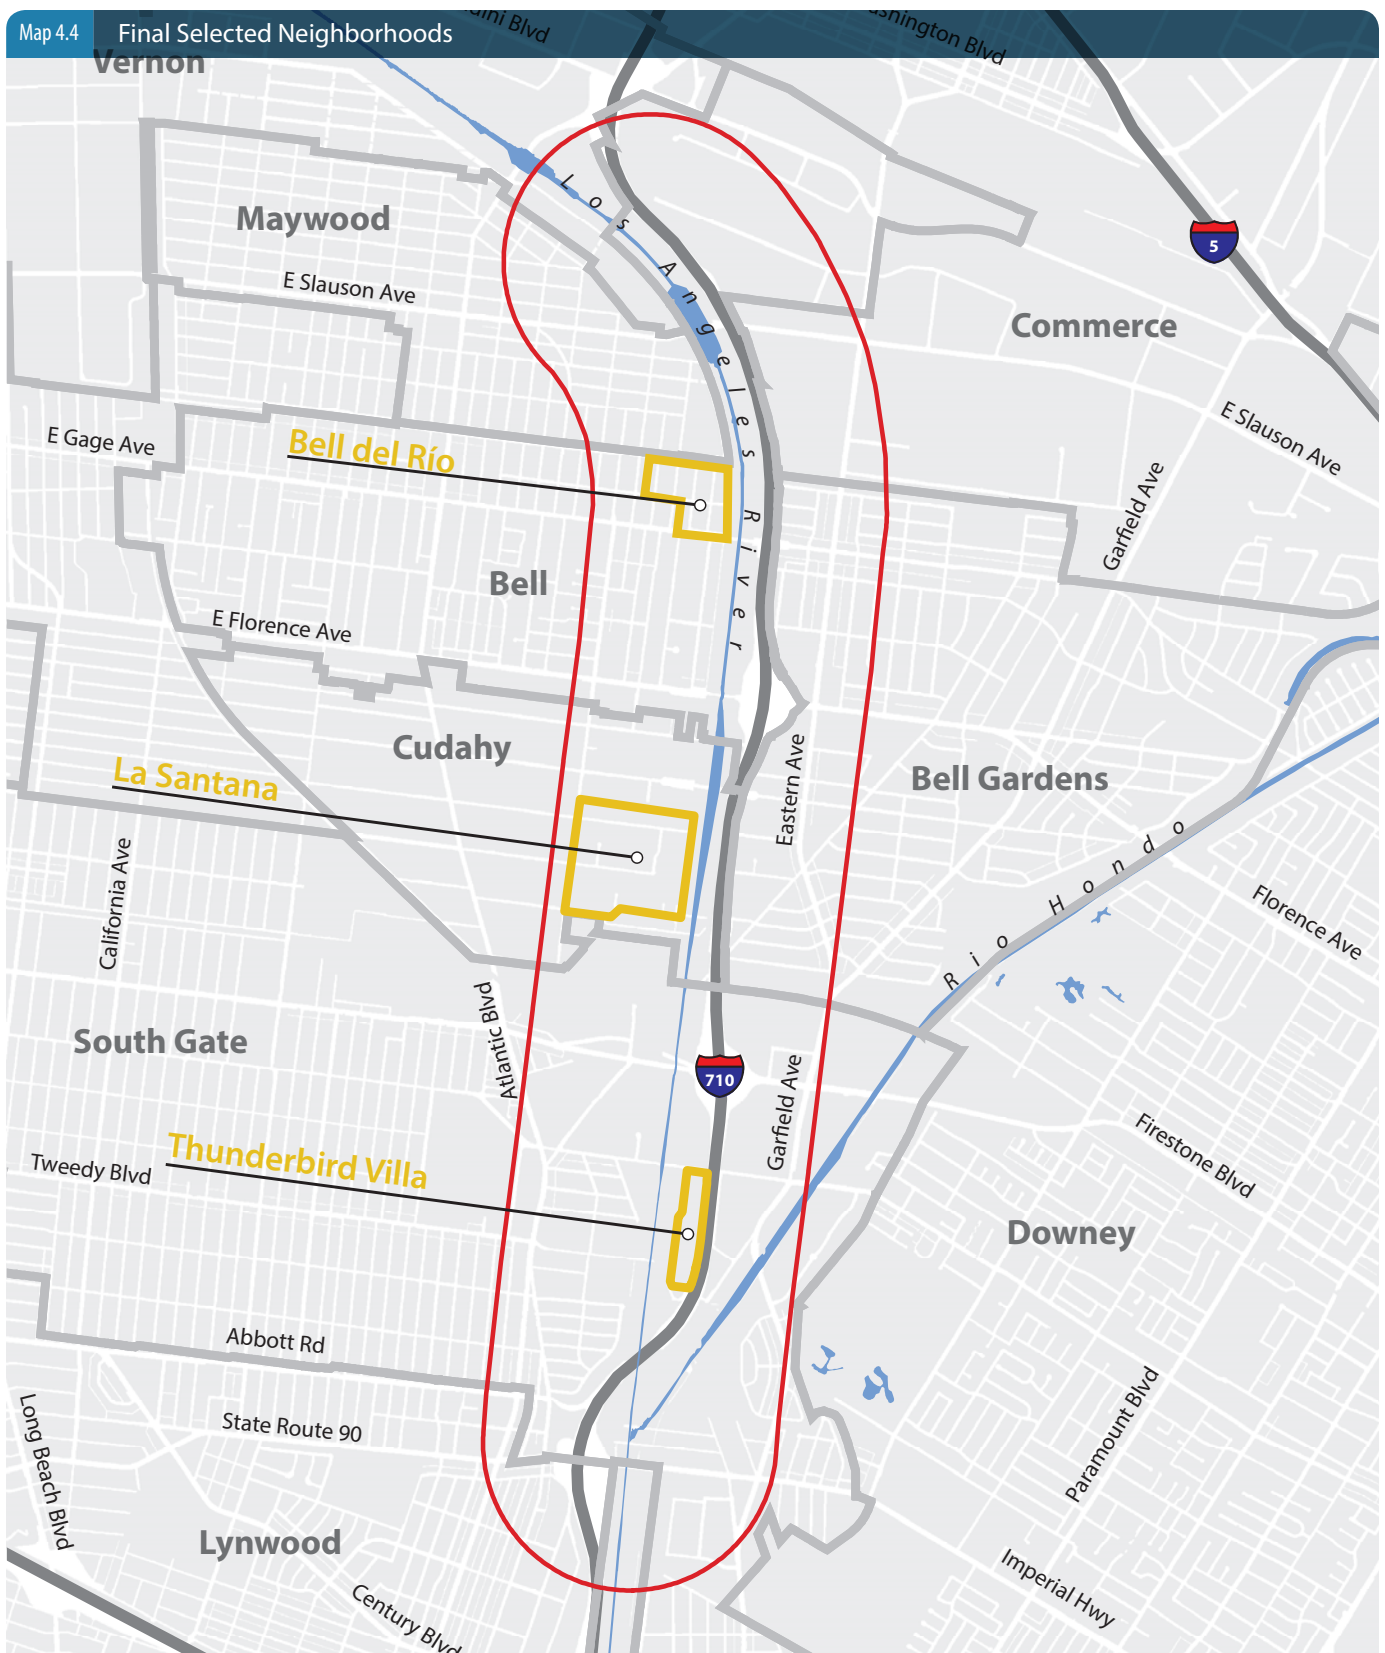 Map 4.4
Final Selected Neighborhoods
Blvd
Blvd
Vernon
Los Angeles River
Maywood
5
E Slauson Ave
Commerce
E Slauson Ave
E Gage Ave
Bell del Río
Garfield Ave
Bell
E Florence Ave
Cudahy
La Santana
Eastern Ave
Bell Gardens
California Ave
Rio Hondo
Florence Ave
Atlantic Blvd
South Gate
710
Garfield Ave
Firestone Blvd
Thunderbird Villa
Tweedy Blvd
Downey
Abbott Rd
Paramount Blvd
Long Beach Blvd
State Route 90
Lynwood
Imperial Hwy
Century Blvd